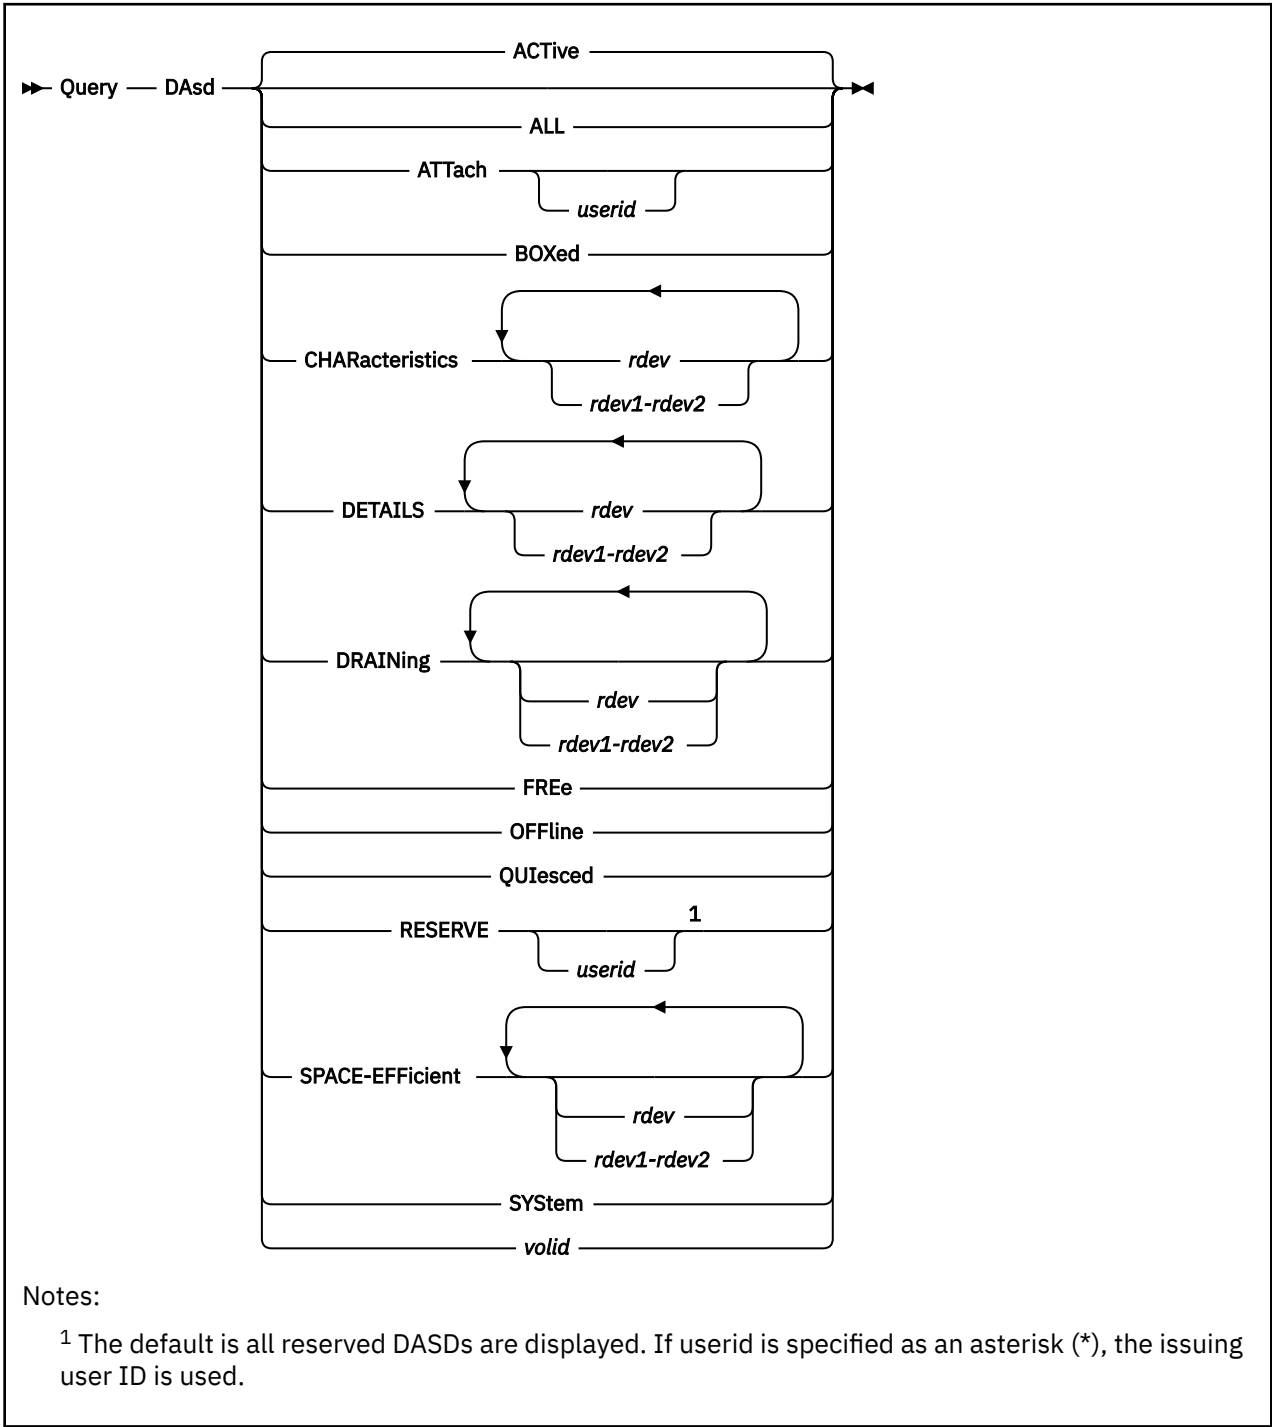 ACTive
Query DAsd
ALL
ATTach
userid
BOXed
CHARacteristics rdev
rdev1-rdev2
DETAILS rdev
rdev1-rdev2
DRAINing
rdev
rdev1-rdev2
FREe
OFFline
QUIesced
RESERVE 1
userid
SPACE-EFFicient
rdev
rdev1-rdev2
SYStem
volid
Notes:
1 The default is all reserved DASDs are displayed. If userid is specified as an asterisk (*), the issuing
user ID is used.